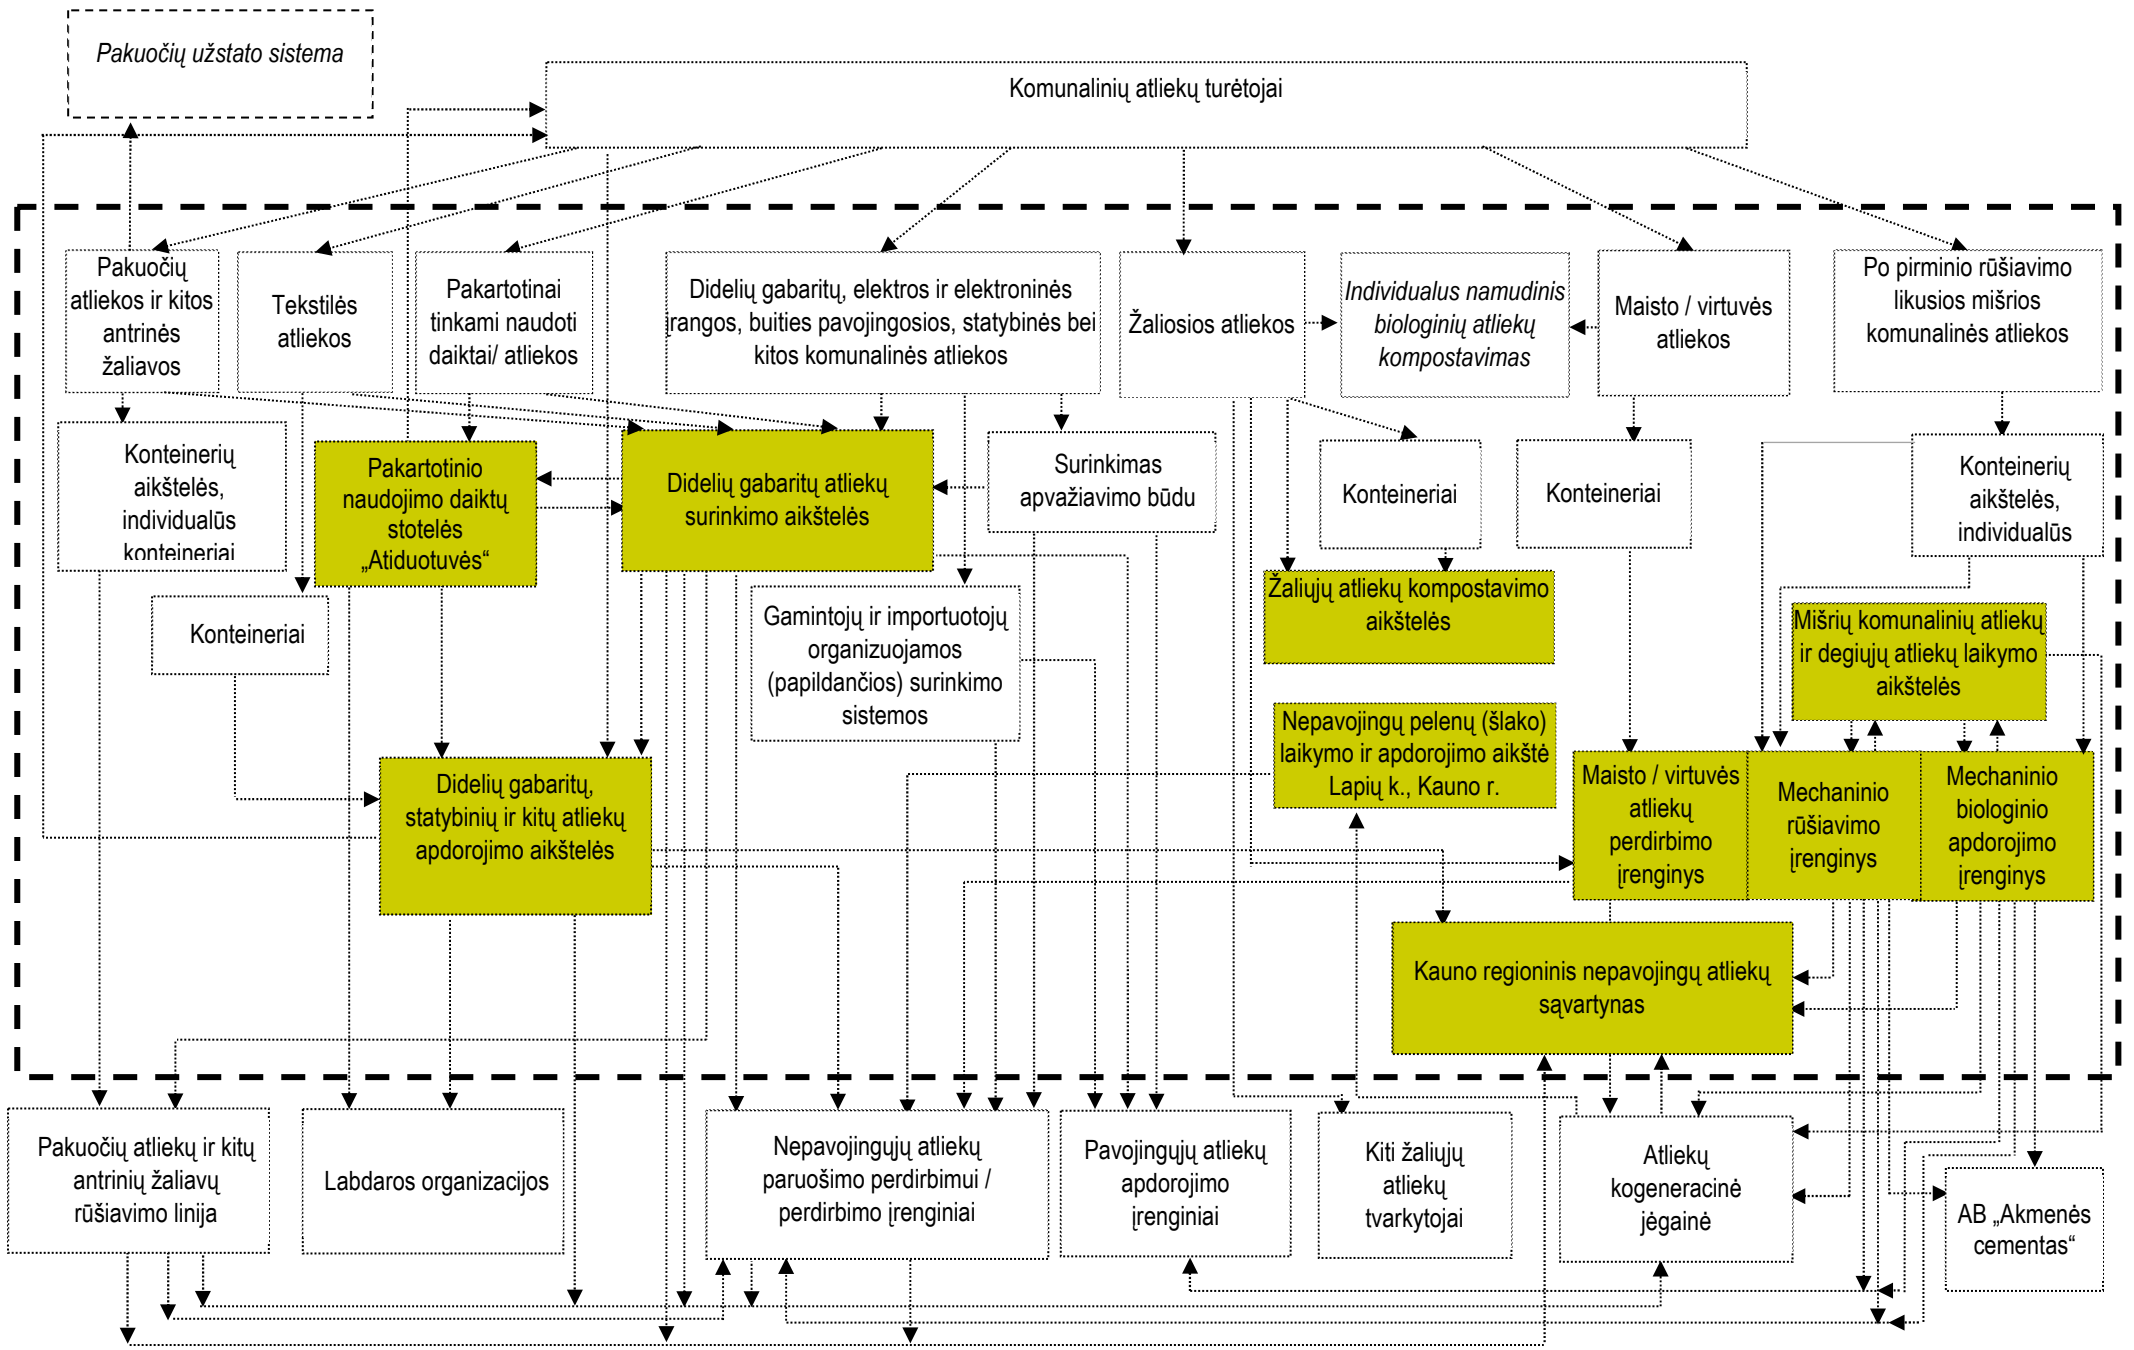 Pakuočių užstato sistema
Komunalinių atliekų turėtojai
Pakuočių
atliekos ir kitos
antrinės
žaliavos
Tekstilės
atliekos
Pakartotinai
tinkami naudoti
daiktai/ atliekos
Didelių gabaritų, elektros ir elektroninės
įrangos, buities pavojingosios, statybinės bei
kitos komunalinės atliekos
Žaliosios atliekos
Individualus namudinis
biologinių atliekų
kompostavimas
Maisto / virtuvės
atliekos
Po pirminio rūšiavimo
likusios mišrios
komunalinės atliekos
Konteinerių
aikštelės,
individualūs
konteineriai
Pakartotinio
naudojimo daiktų
stotelės
„Atiduotuvės“
Didelių gabaritų atliekų
surinkimo aikštelės
Surinkimas
apvažiavimo būdu
Konteineriai
Konteineriai
Konteinerių
aikštelės,
individualūs
Konteineriai
Gamintojų ir importuotojų
organizuojamos
(papildančios) surinkimo
sistemos
Žaliųjų atliekų kompostavimo
aikštelės
Mišrių komunalinių atliekų
ir degiųjų atliekų laikymo
aikštelės
Didelių gabaritų,
statybinių ir kitų atliekų
apdorojimo aikštelės
Nepavojingų pelenų (šlako)
laikymo ir apdorojimo aikštė
Lapių k., Kauno r.
Maisto / virtuvės
atliekų
perdirbimo
įrenginys
Mechaninio
rūšiavimo
įrenginys
Mechaninio
biologinio
apdorojimo
įrenginys
Kauno regioninis nepavojingų atliekų
sąvartynas
Pakuočių atliekų ir kitų
antrinių žaliavų
rūšiavimo linija
Labdaros organizacijos
Nepavojingųjų atliekų
paruošimo perdirbimui /
perdirbimo įrenginiai
Pavojingųjų atliekų
apdorojimo
įrenginiai
Kiti žaliųjų
atliekų
tvarkytojai
Atliekų
kogeneracinė
jėgainė
AB „Akmenės
cementas“